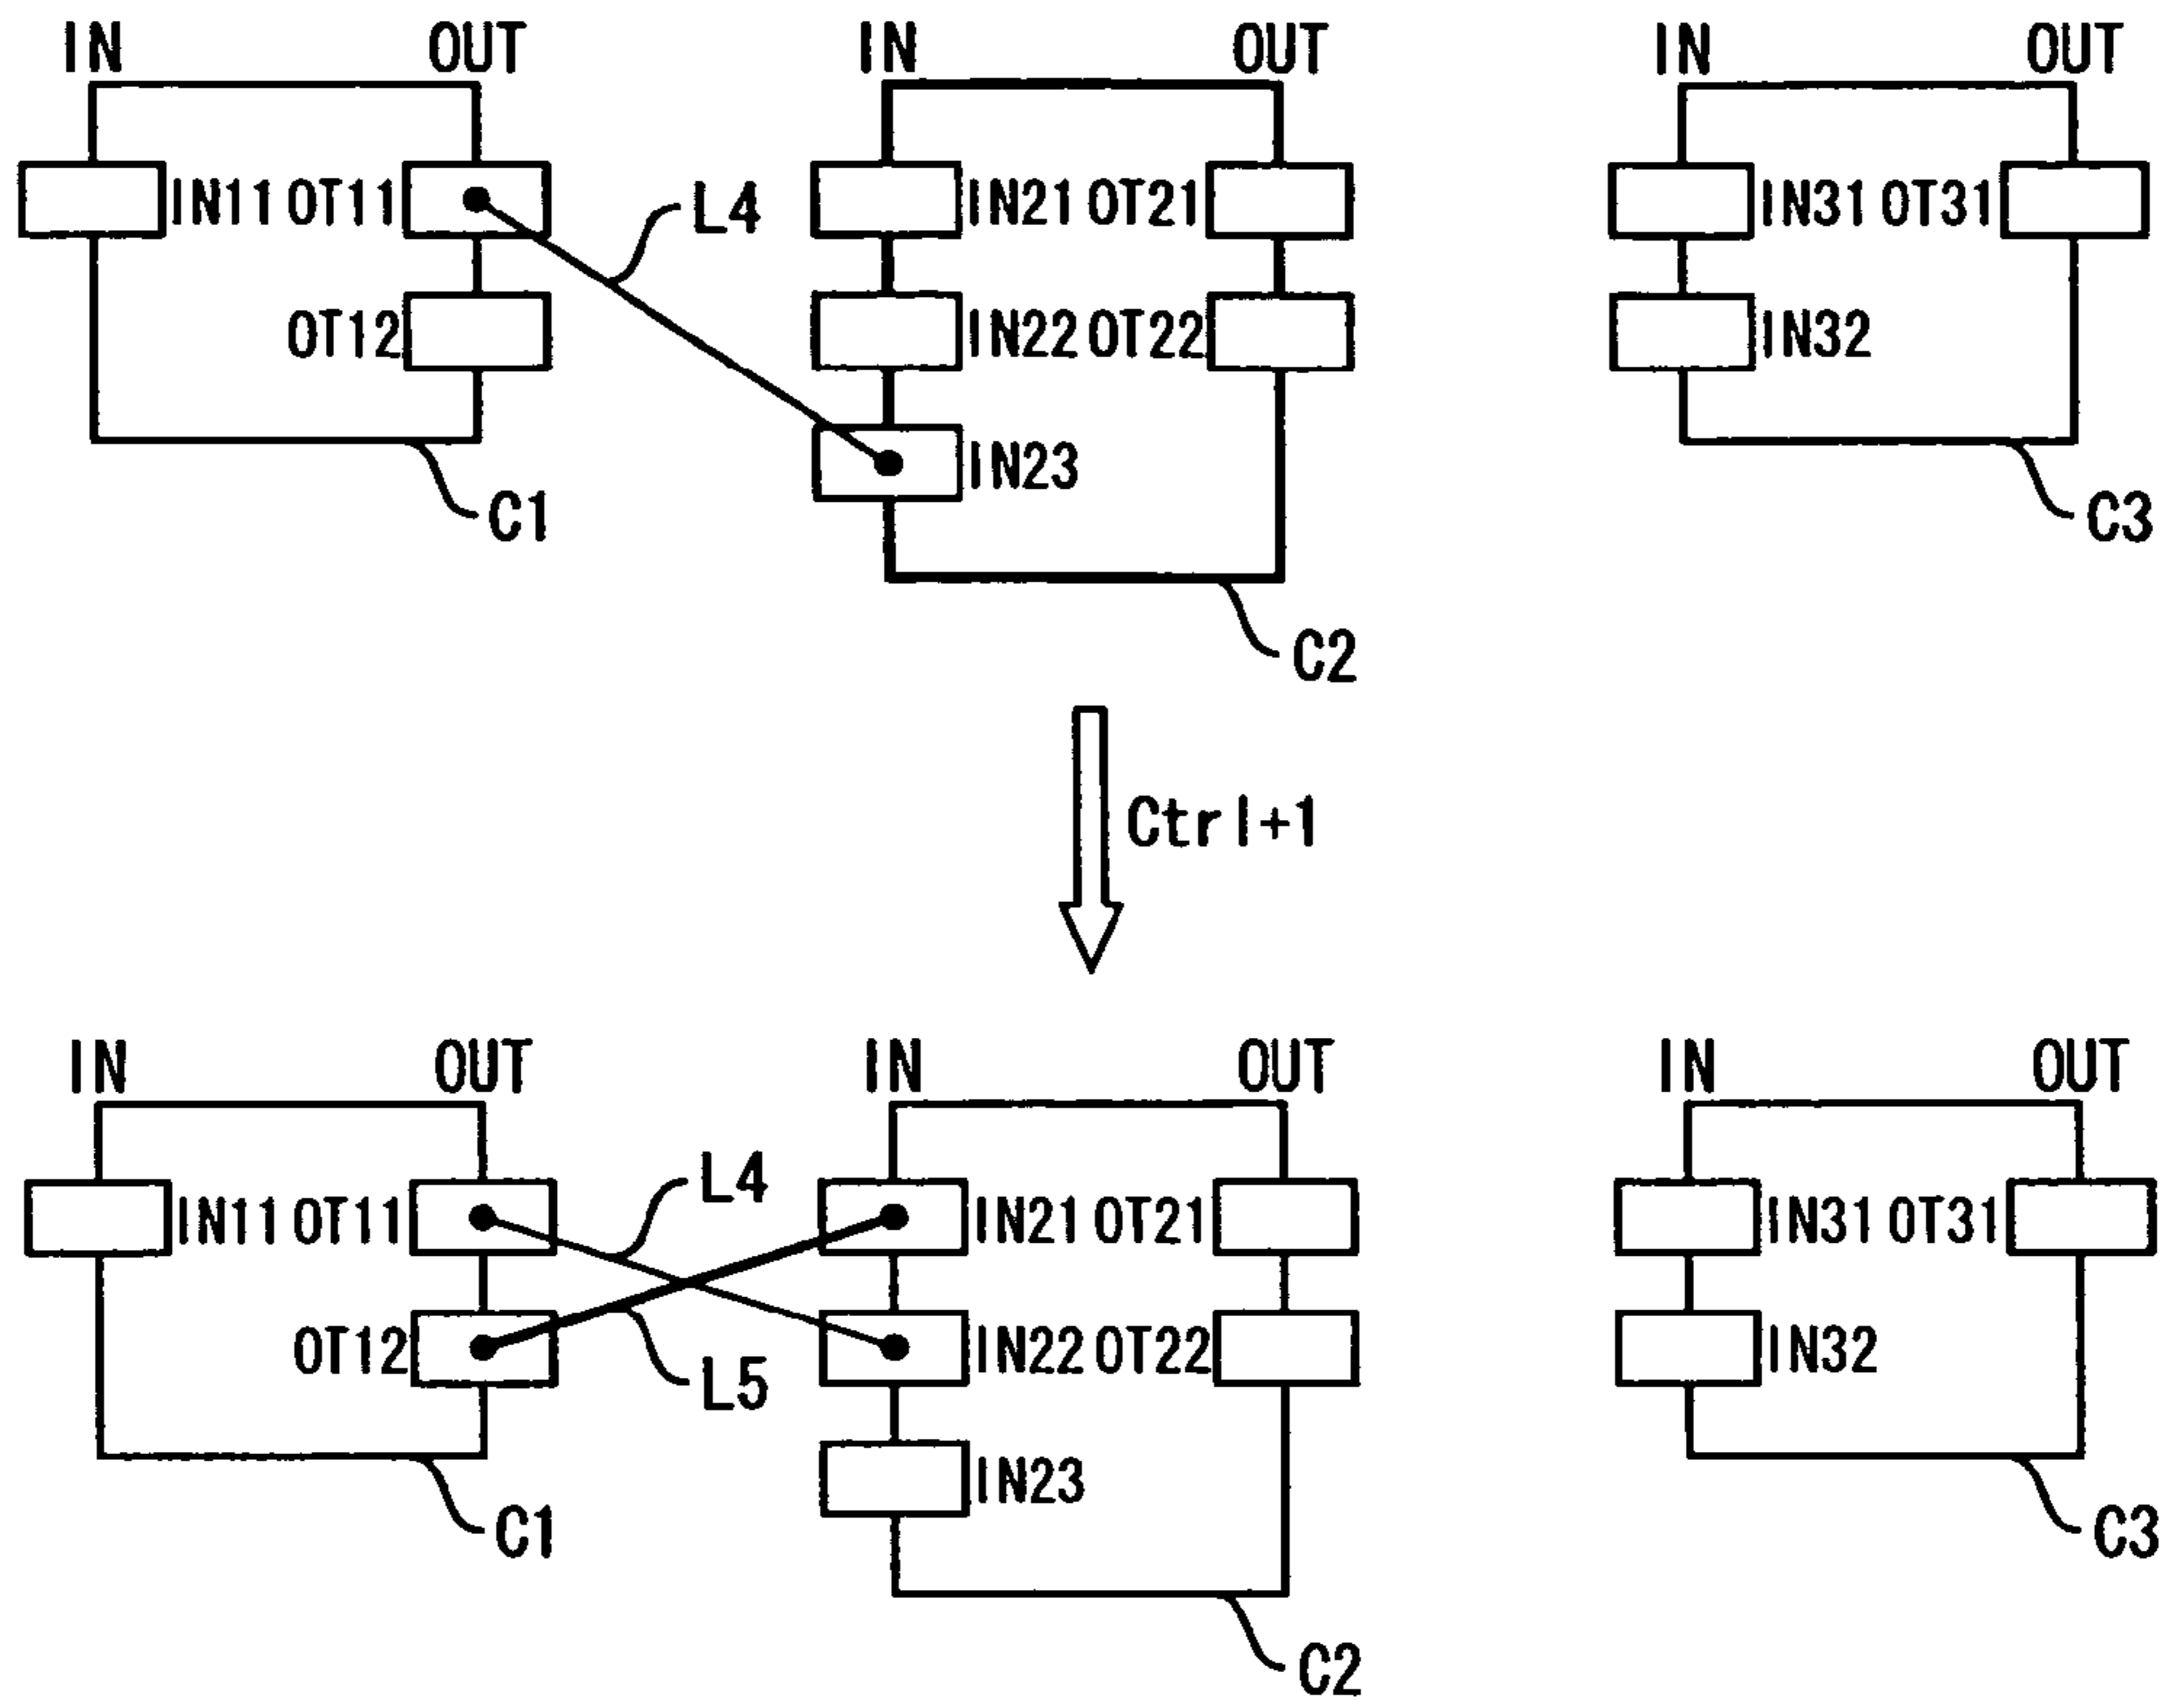 IN OUT IN OUT IN OUT
IN11 OT11 L4 IN21 OT21 IN31 OT31
OT12 IN22 OT22 IN32
IN23
C1 C3
C2
Ctrl+1
IN OUT IN OUT IN OUT
L4
IN11 OT11 IN21 OT21 IN31 OT31
OT12 IN22 OT22 IN32
L5
IN23
C1 C3
C2